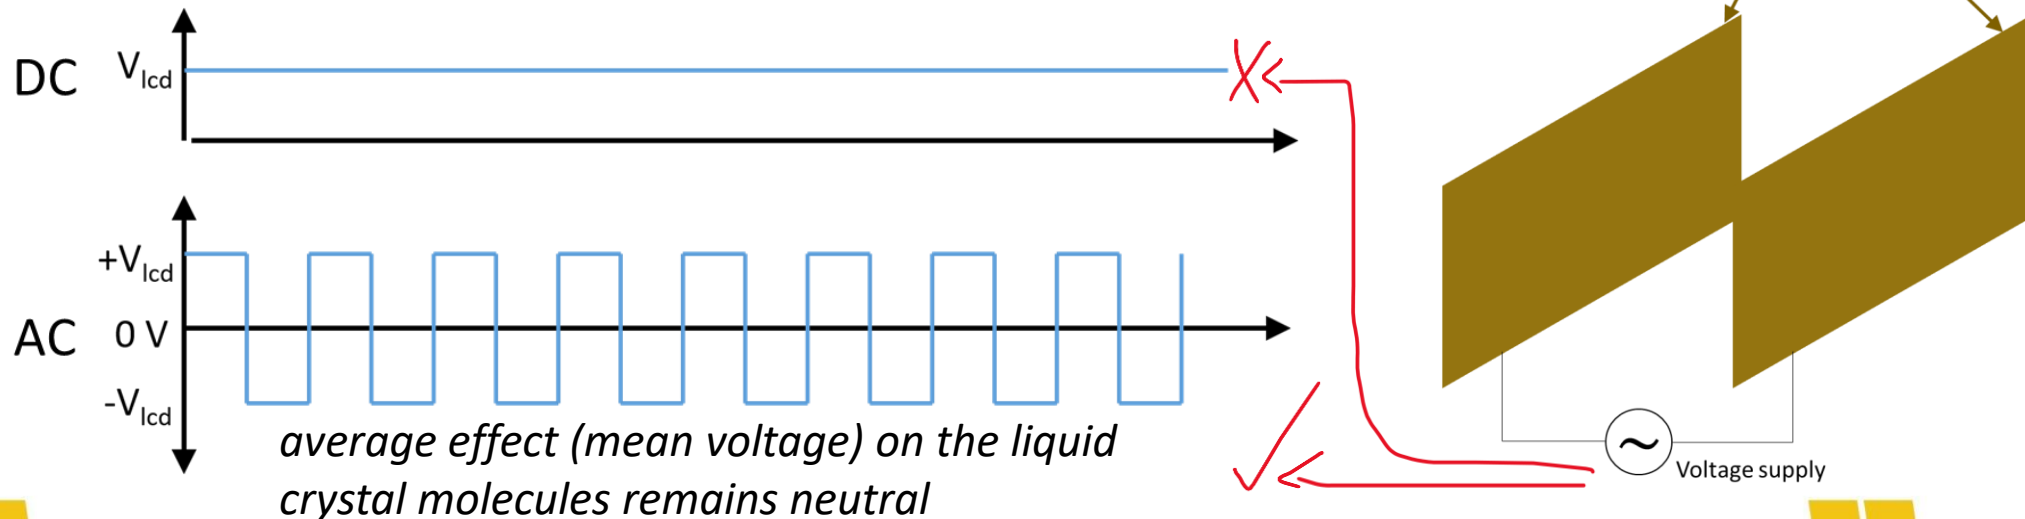 DC
Vlcd
AC
+Vlcd
0 V
-Vlcd
average effect (mean voltage) on the liquid
crystal molecules remains neutral
~
Voltage supply